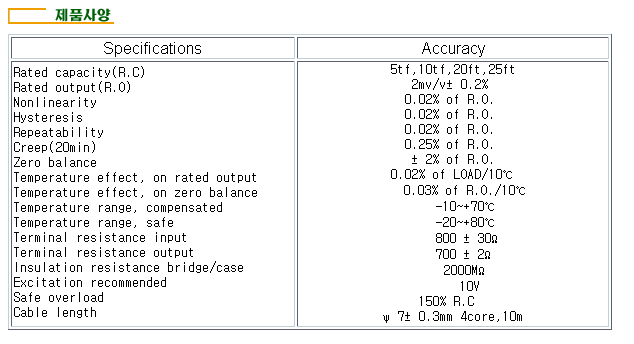 제품사양
Specifications Accuracy
Rated capacity(R.C) 5tf,10tf,20ft,25ft
Rated output(R.O) 2mv/v± 0.2%
Nonlinearity 0.02% of R.O.
Hysteresis 0.02% of R.O.
Repeatability 0.02% of R.O.
Creep(20min) 0.25% of R.O.
Zero balance ± 2% of R.O.
Temperature effect, on rated output 0.02% of LOAD/10℃
Temperature effect, on zero balance 0.03% of R.O./10℃
Temperature range, compensated -10~+70℃
Temperature range, safe -20~+80℃
Terminal resistance input 800 ± 30Ω
Terminal resistance output 700 ± 2Ω
Insulation resistance bridge/case 2000MΩ
Excitation recommended 10V
Safe overload 150% R.C
Cable length ψ 7± 0.3mm 4core,10m